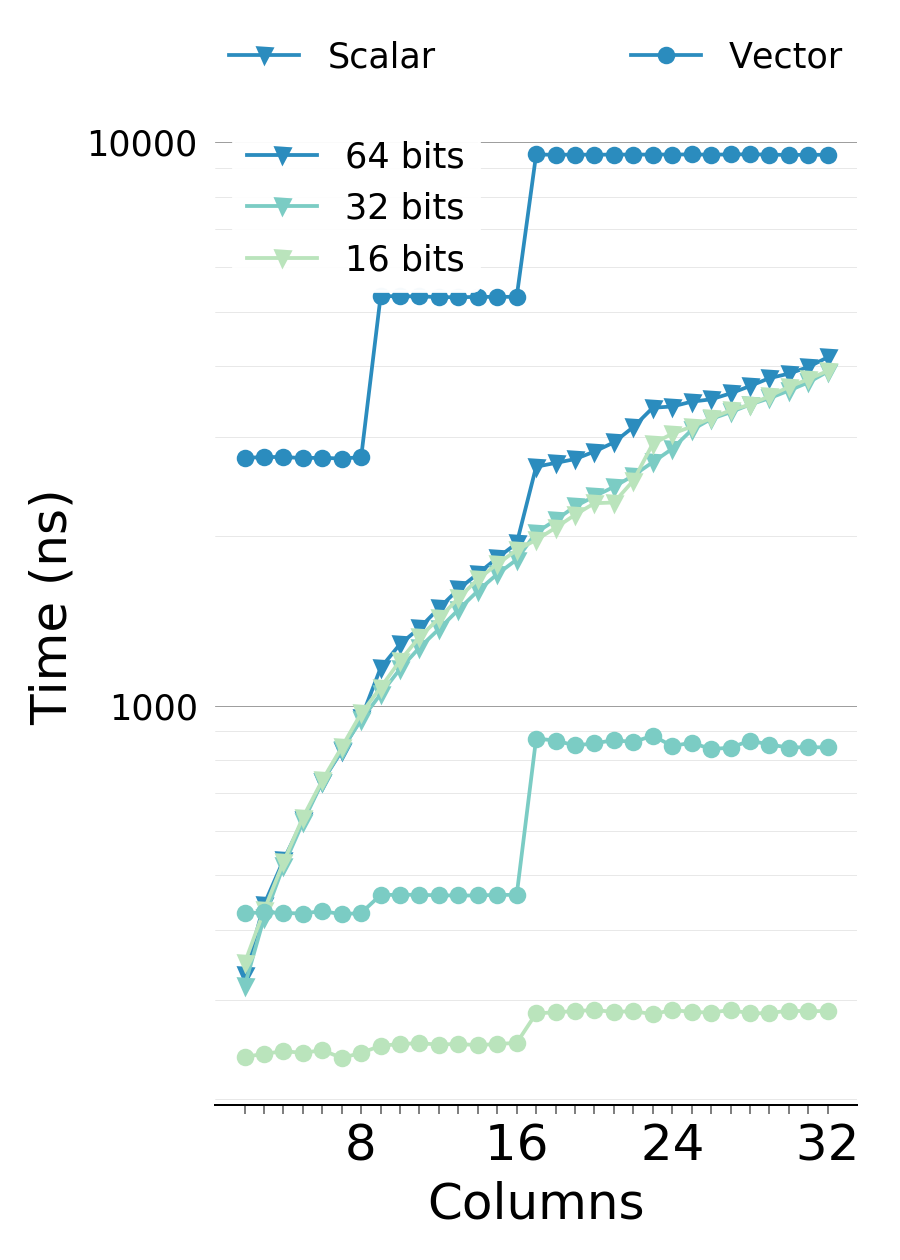 Scalar Vector
10000
64 bits
32 bits
16 bits
Time (ns)
1000
8 16 24 32
Columns